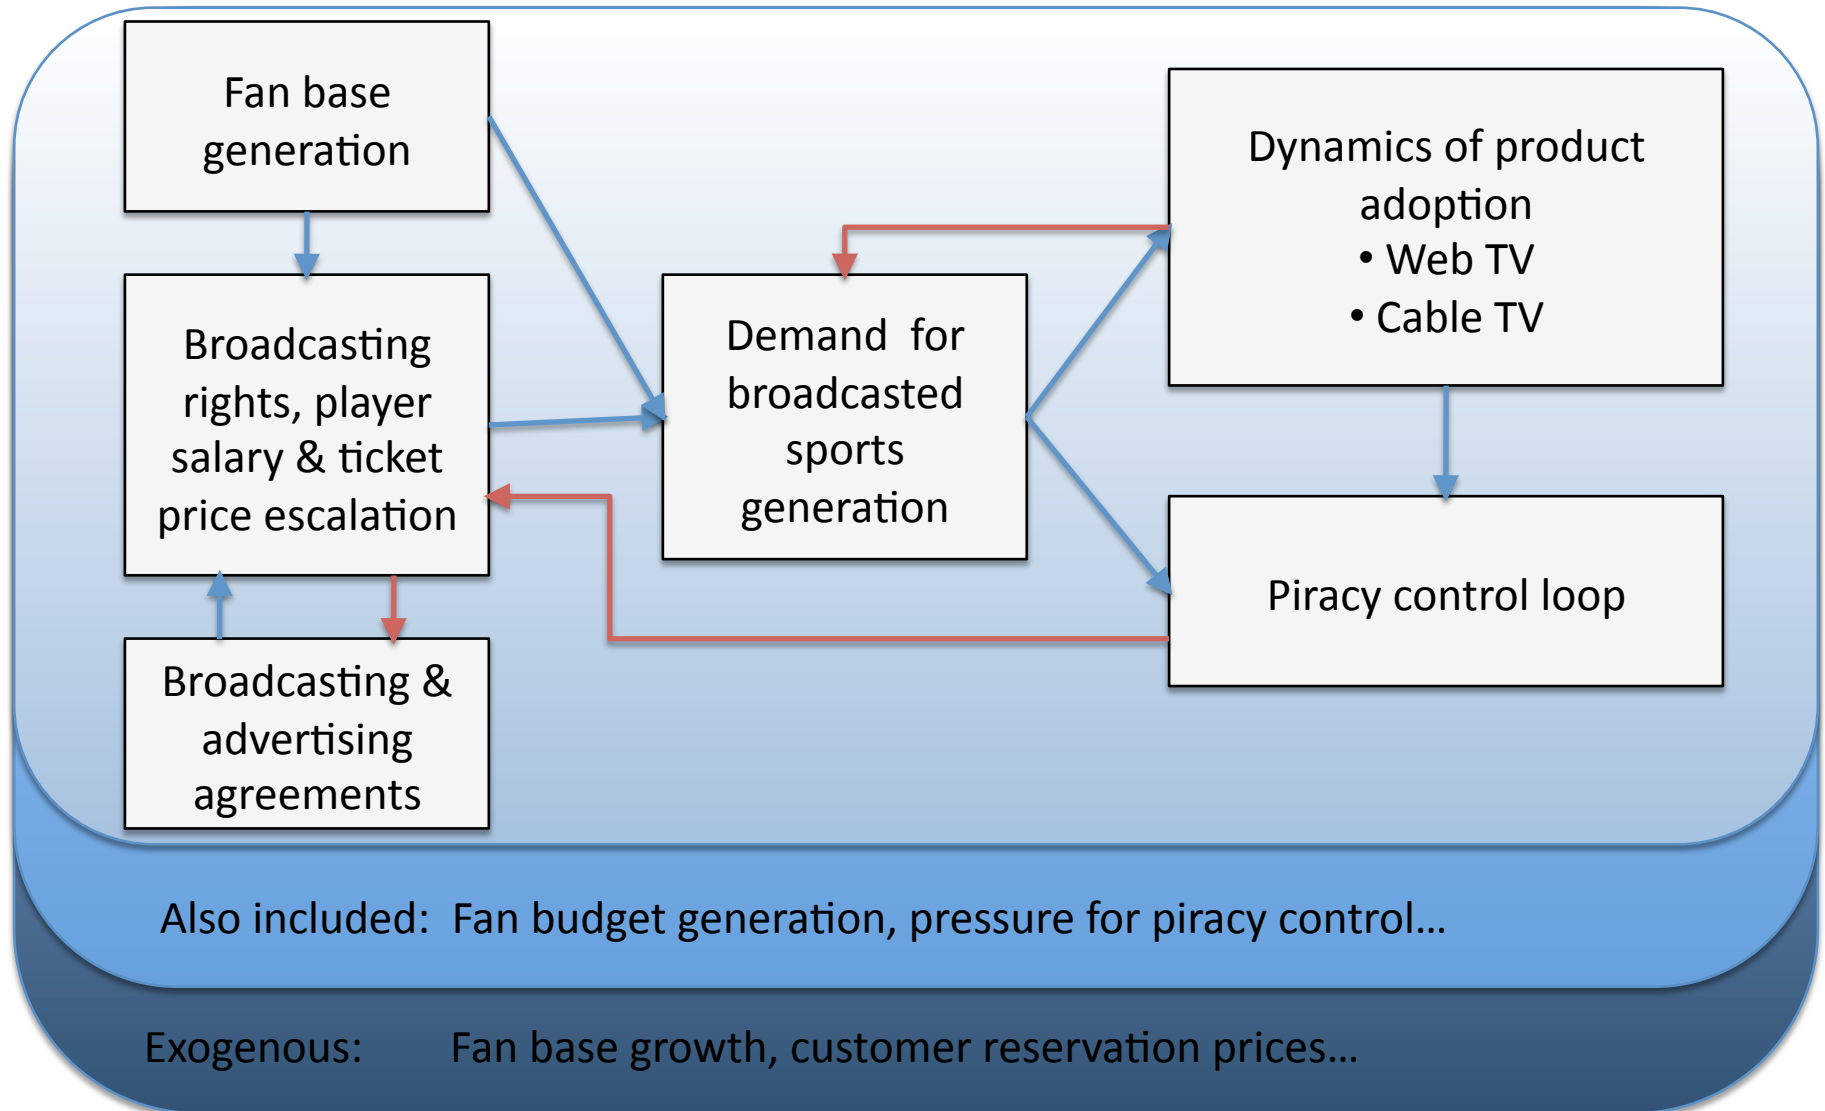 Fan base
generation
Broadcasting
rights, player
salary & ticket
price escalation
Broadcasting &
advertising
agreements
Demand  for
broadcasted
sports
generation
Dynamics of product
adoption
• Web TV
• Cable TV
Piracy control loop
Also included:  Fan budget generation, pressure for piracy control…
Exogenous:  Fan base growth, customer reservation prices…